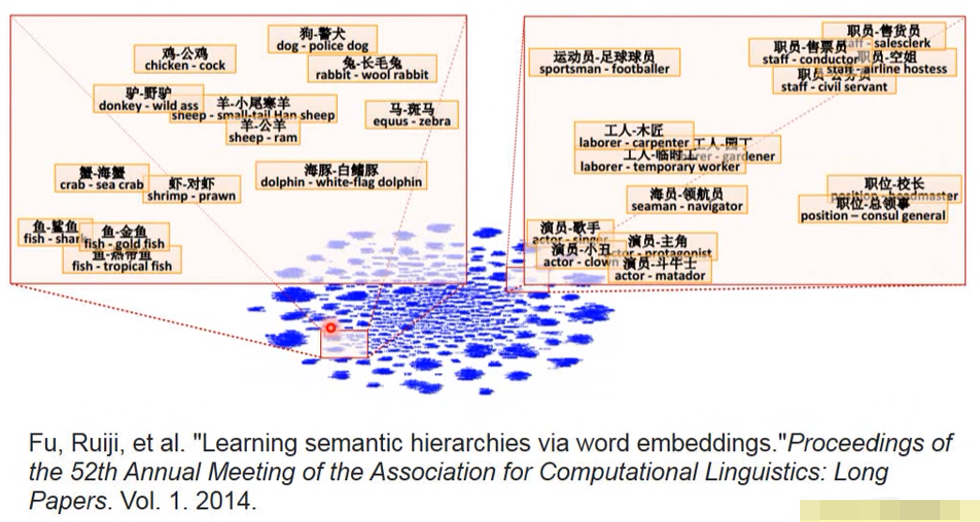 狗-警犬
dog - police dog
鸡-公鸡
chicken - cock
兔-长毛兔
rabbit - wool rabbit
驴-野驴
donkey - wild ass
羊-小尾寒羊
sheep - small-tail Han sheep
马-斑马
equus - zebra
羊-公羊
sheep - ram
蟹-海蟹
crab - sea crab
虾-对虾
shrimp - prawn
海豚-白鳍豚
dolphin - white-flag dolphin
鱼-鲨鱼
fish - shark
鱼-金鱼
fish - gold fish
鱼-热带鱼
fish - tropical fish
运动员-足球球员
sportsman - footballer
职员-售货员
staff - salesclerk
职员-售票员
staff - conductor
职员-空姐
staff - airline hostess
staff - civil servant
工人-木匠
laborer - carpenter
工人-园丁
laborer - gardener
工人-临时工
laborer - temporary worker
海员-领航员
seaman - navigator
职位-校长
position - headmaster
职位-总领事
position – consul general
演员-歌手
actor - singer
演员-小丑
actor - clown
演员-主角
actor - protagonist
演员-斗牛士
actor - matador
Fu, Ruiji, et al. "Learning semantic hierarchies via word embeddings."Proceedings of
the 52th Annual Meeting of the Association for Computational Linguistics: Long
Papers. Vol. 1. 2014.